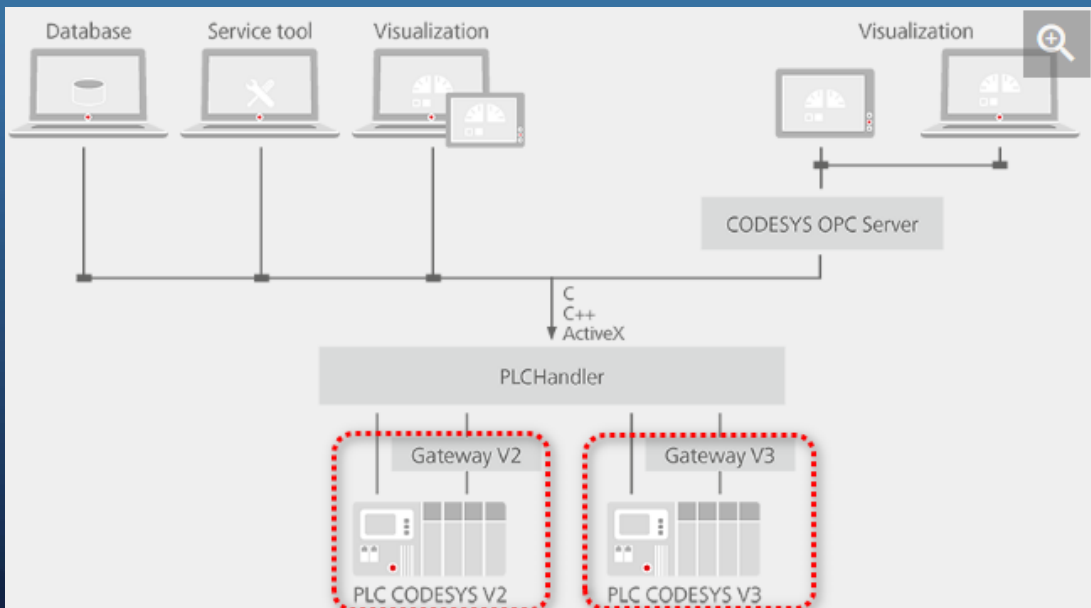 Database
Service tool
Visualization
Visualization
CODESYS OPC Server
C
C++
ActiveX
PLCHandler
Gateway V2
Gateway V3
PLC CODESYS V2
PLC CODESYS V3